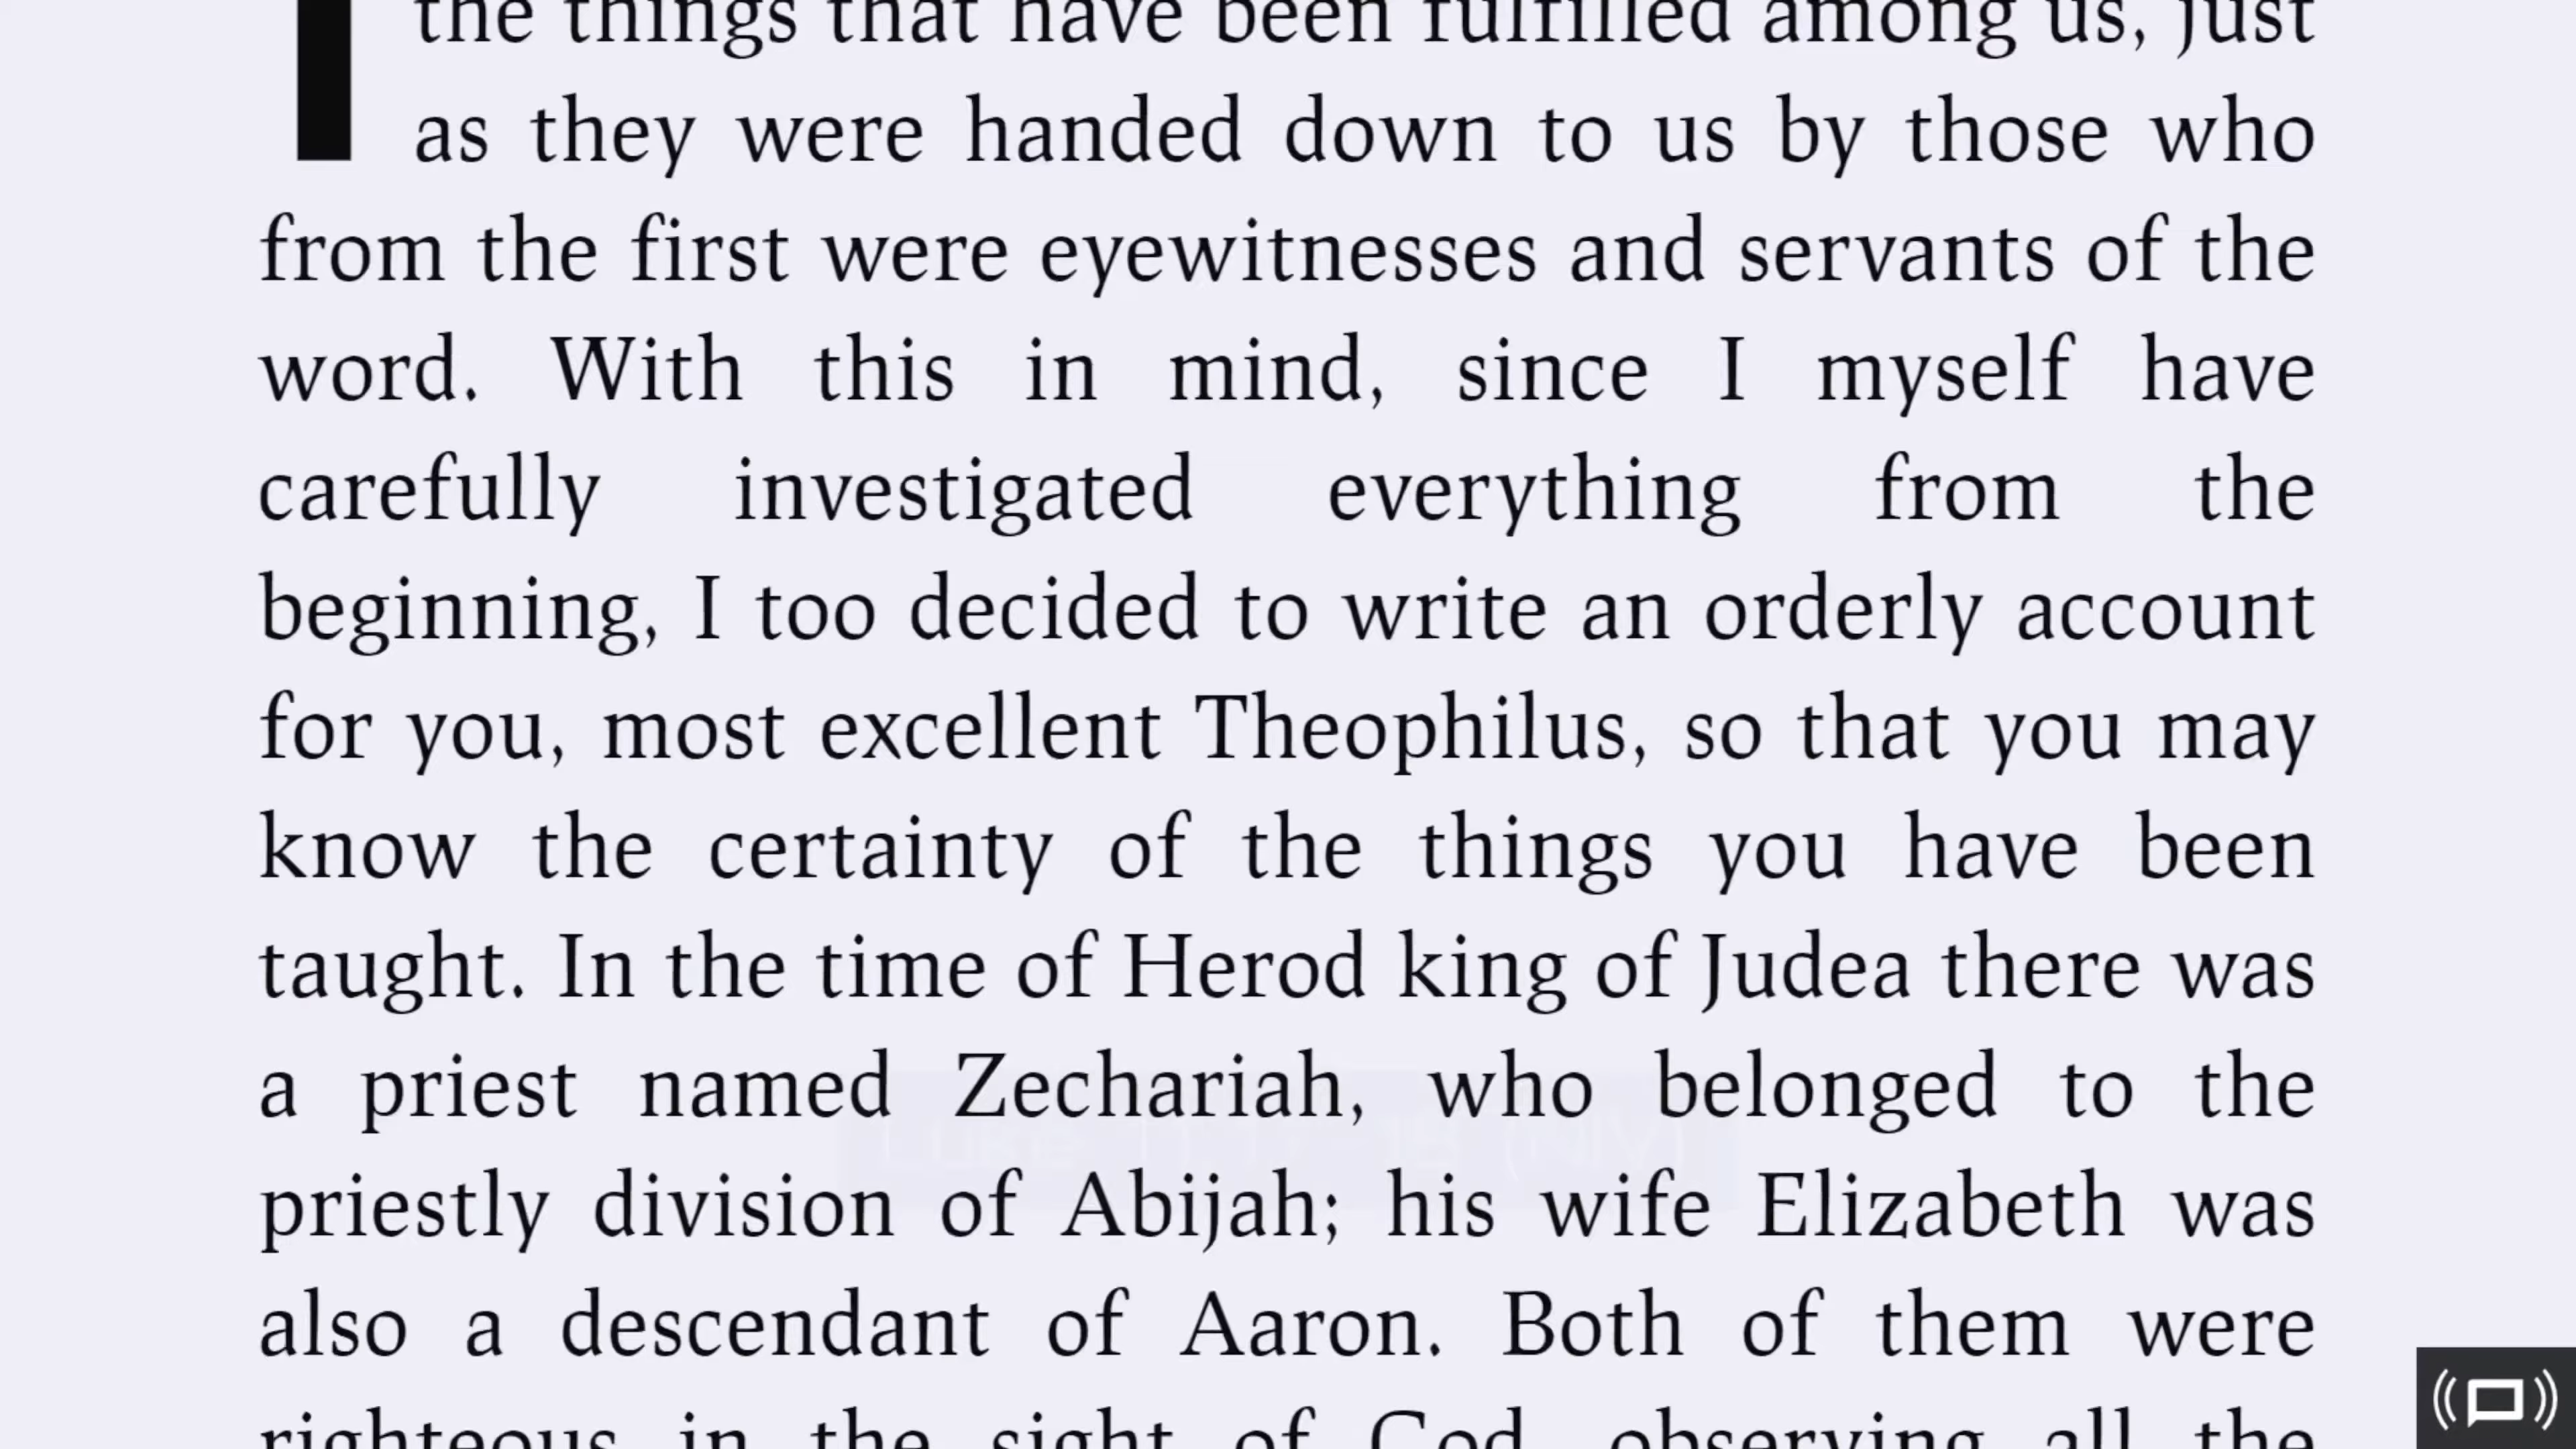 the things that have been fulfilled among us, just
as they were handed down to us by those who
from the first were eyewitnesses and servants of the
word. With this in mind, since I myself have
carefully investigated everything from the
beginning, I too decided to write an orderly account
for you, most excellent Theophilus, so that you may
know the certainty of the things you have been
taught. In the time of Herod king of Judea there was
a priest named Zechariah, who belonged to the
priestly division of Abijah; his wife Elizabeth was
also a descendant of Aaron. Both of them were
righteous in the sight of God, observing all the